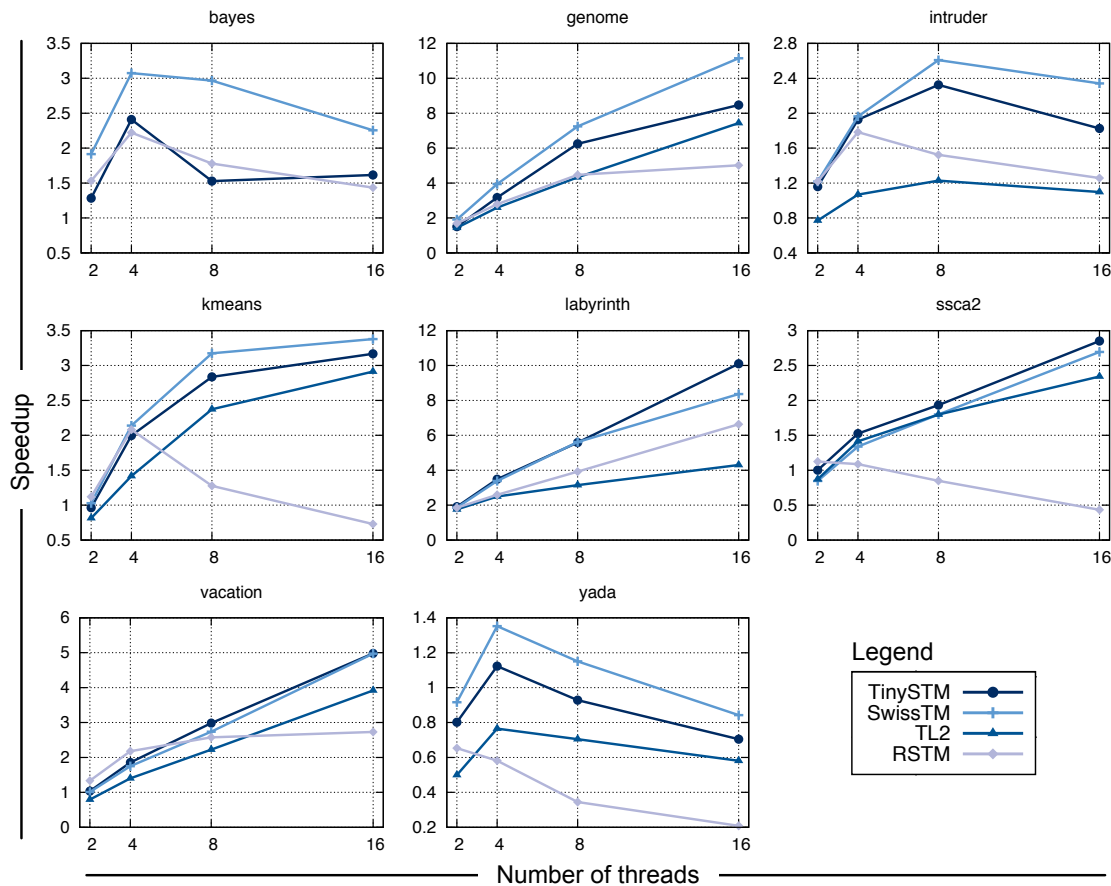 bayes
genome
intruder
3.5
3
2.5
2
1.5
1
0.5
2 4 8 16
12
10
8
6
4
2
0
2 4 8 16
2.8
2.4
2
1.6
1.2
0.8
0.4
2 4 8 16
kmeans
labyrinth
ssca2
3.5
3
2.5
2
1.5
1
0.5
2 4 8 16
12
10
8
6
4
2
0
2 4 8 16
3
2.5
2
1.5
1
0.5
0
2 4 8 16
Speedup
vacation
yada
6
5
4
3
2
1
0
2 4 8 16
1.4
1.2
1
0.8
0.6
0.4
0.2
2 4 8 16
Legend
TinySTM
SwissTM
TL2
RSTM
Number of threads